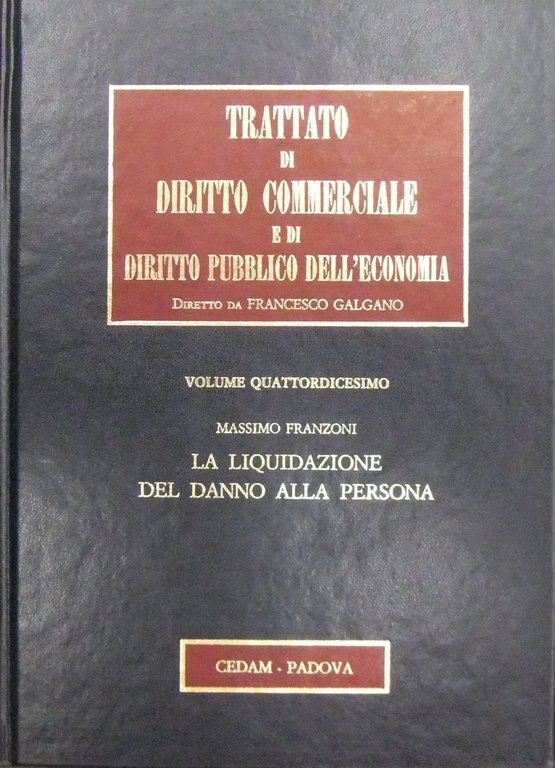 TRATTATO
DI
DIRITTO COMMERCIALE
E DI
DIRITTO PUBBLICO DELL'ECONOMIA
DIRETTO DA FRANCESCO GALGANO
VOLUME QUATTORDICESIMO
MASSIMO FRANZONI
LA LIQUIDAZIONE
DEL DANNO ALLA PERSONA
CEDAM - PADOVA